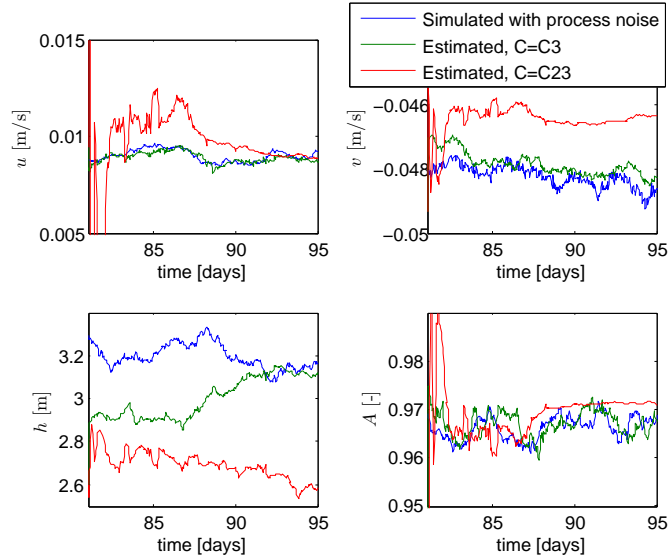 Simulated with process noise
Estimated, C=C3
Estimated, C=C23
0.015
0.01
0.005
u [m/s]
85 90 95
time [days]
−0.046
−0.048
−0.05
v [m/s]
85 90 95
time [days]
3.2
3
2.8
2.6
h [m]
85 90 95
time [days]
0.98
0.97
0.96
0.95
A [-]
85 90 95
time [days]